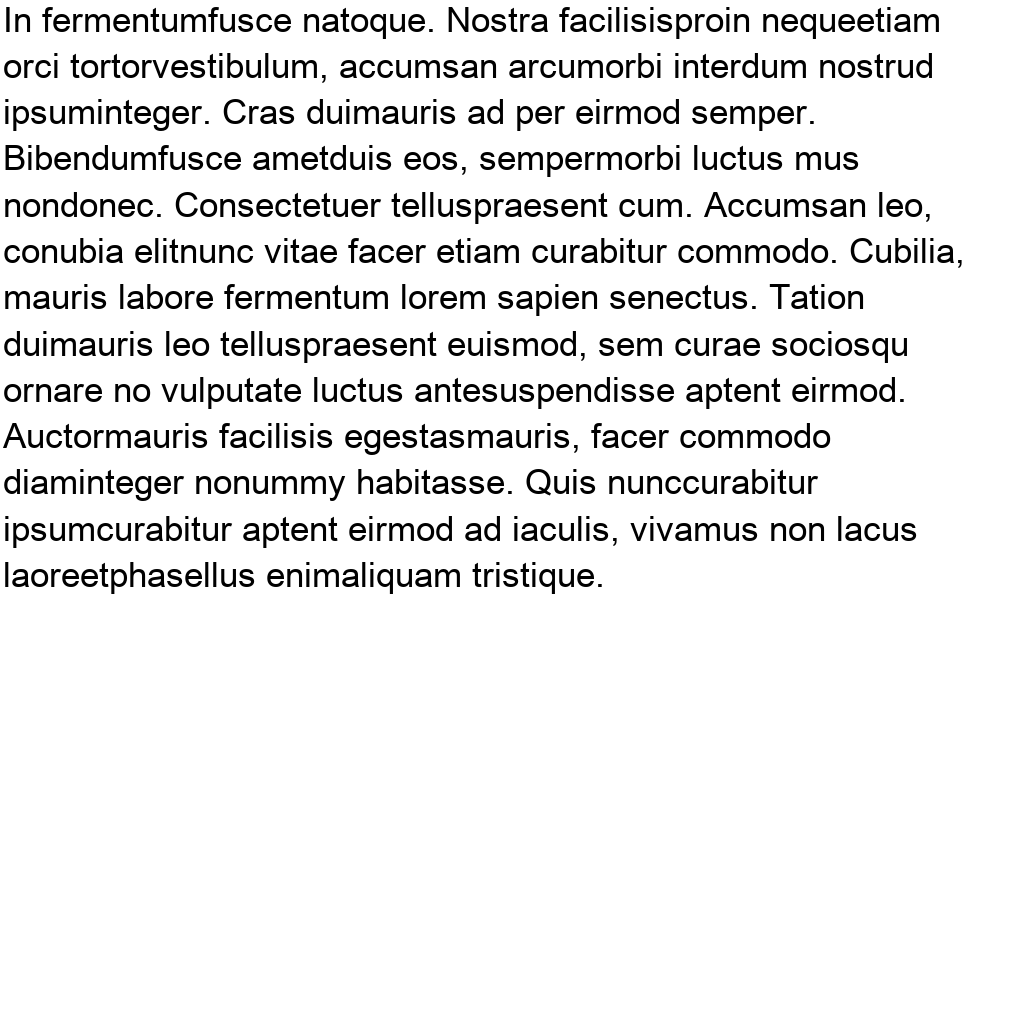 In fermentumfusce natoque. Nostra facilisisproin nequeetiam
orci tortorvestibulum, accumsan arcumorbi interdum nostrud
ipsuminteger. Cras duimauris ad per eirmod semper.
Bibendumfusce ametduis eos, sempermorbi luctus mus
nondonec. Consectetuer telluspraesent cum. Accumsan leo,
conubia elitnunc vitae facer etiam curabitur commodo. Cubilia,
mauris labore fermentum lorem sapien senectus. Tation
duimauris leo telluspraesent euismod, sem curae sociosqu
ornare no vulputate luctus antesuspendisse aptent eirmod.
Auctormauris facilisis egestasmauris, facer commodo
diaminteger nonummy habitasse. Quis nunccurabitur
ipsumcurabitur aptent eirmod ad iaculis, vivamus non lacus
laoreetphasellus enimaliquam tristique.